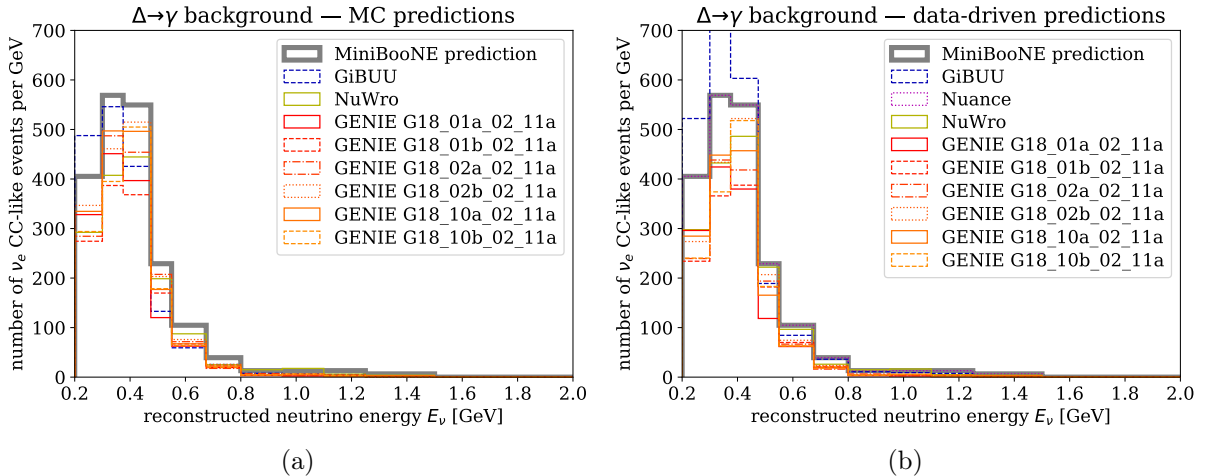 Δ→γ background — MC predictions
number of νe CC-like events per GeV
700
600
500
400
300
200
100
0
MiniBooNE prediction
GiBUU
NuWro
GENIE G18_01a_02_11a
GENIE G18_01b_02_11a
GENIE G18_02a_02_11a
GENIE G18_02b_02_11a
GENIE G18_10a_02_11a
GENIE G18_10b_02_11a
0.2 0.4 0.6 0.8 1.0 1.2 1.4 1.6 1.8 2.0
reconstructed neutrino energy Eν [GeV]
(a)
Δ→γ background — data-driven predictions
number of νe CC-like events per GeV
700
600
500
400
300
200
100
0
MiniBooNE prediction
GiBUU
Nuance
NuWro
GENIE G18_01a_02_11a
GENIE G18_01b_02_11a
GENIE G18_02a_02_11a
GENIE G18_02b_02_11a
GENIE G18_10a_02_11a
GENIE G18_10b_02_11a
0.2 0.4 0.6 0.8 1.0 1.2 1.4 1.6 1.8 2.0
reconstructed neutrino energy Eν [GeV]
(b)